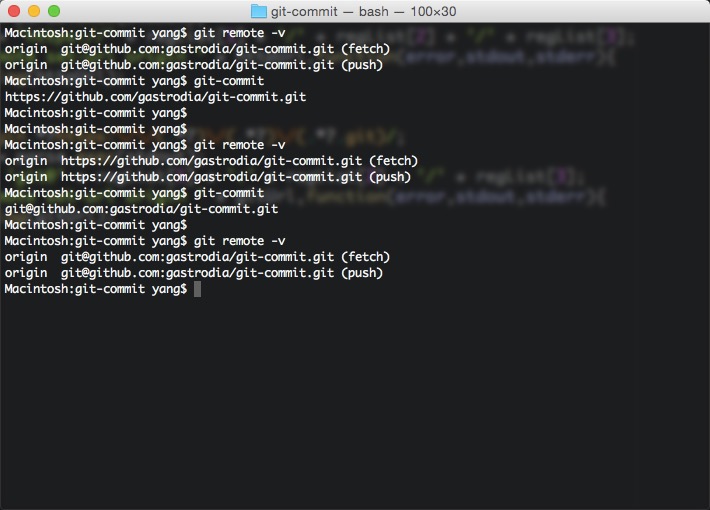 git-commit — bash — 100×30
Macintosh:git-commit yang$ git remote -v
origin  git@github.com:gastrodia/git-commit.git (fetch)
origin  git@github.com:gastrodia/git-commit.git (push)
Macintosh:git-commit yang$ git-commit
https://github.com/gastrodia/git-commit.git
Macintosh:git-commit yang$
Macintosh:git-commit yang$
Macintosh:git-commit yang$ git remote -v
origin  https://github.com/gastrodia/git-commit.git (fetch)
origin  https://github.com/gastrodia/git-commit.git (push)
Macintosh:git-commit yang$ git-commit
git@github.com:gastrodia/git-commit.git
Macintosh:git-commit yang$
Macintosh:git-commit yang$ git remote -v
origin  git@github.com:gastrodia/git-commit.git (fetch)
origin  git@github.com:gastrodia/git-commit.git (push)
Macintosh:git-commit yang$